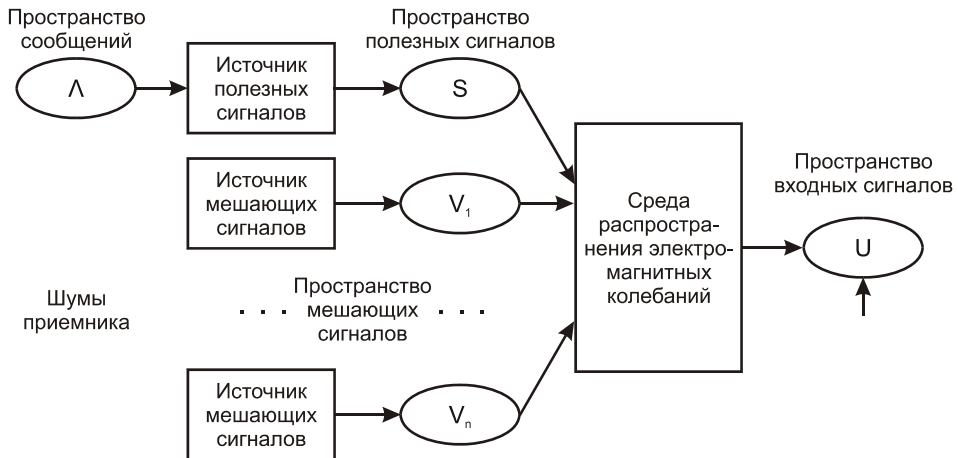 Пространство
сообщений
Λ
Источник
полезных
сигналов
Пространство
полезных сигналов
S
Источник
мешающих
сигналов
V1
Среда
распростра-
нения электро-
магнитных
колебаний
Пространство
входных сигналов
U
Шумы
приемника
. . . Пространство
мешающих . . .
сигналов
Источник
мешающих
сигналов
Vn